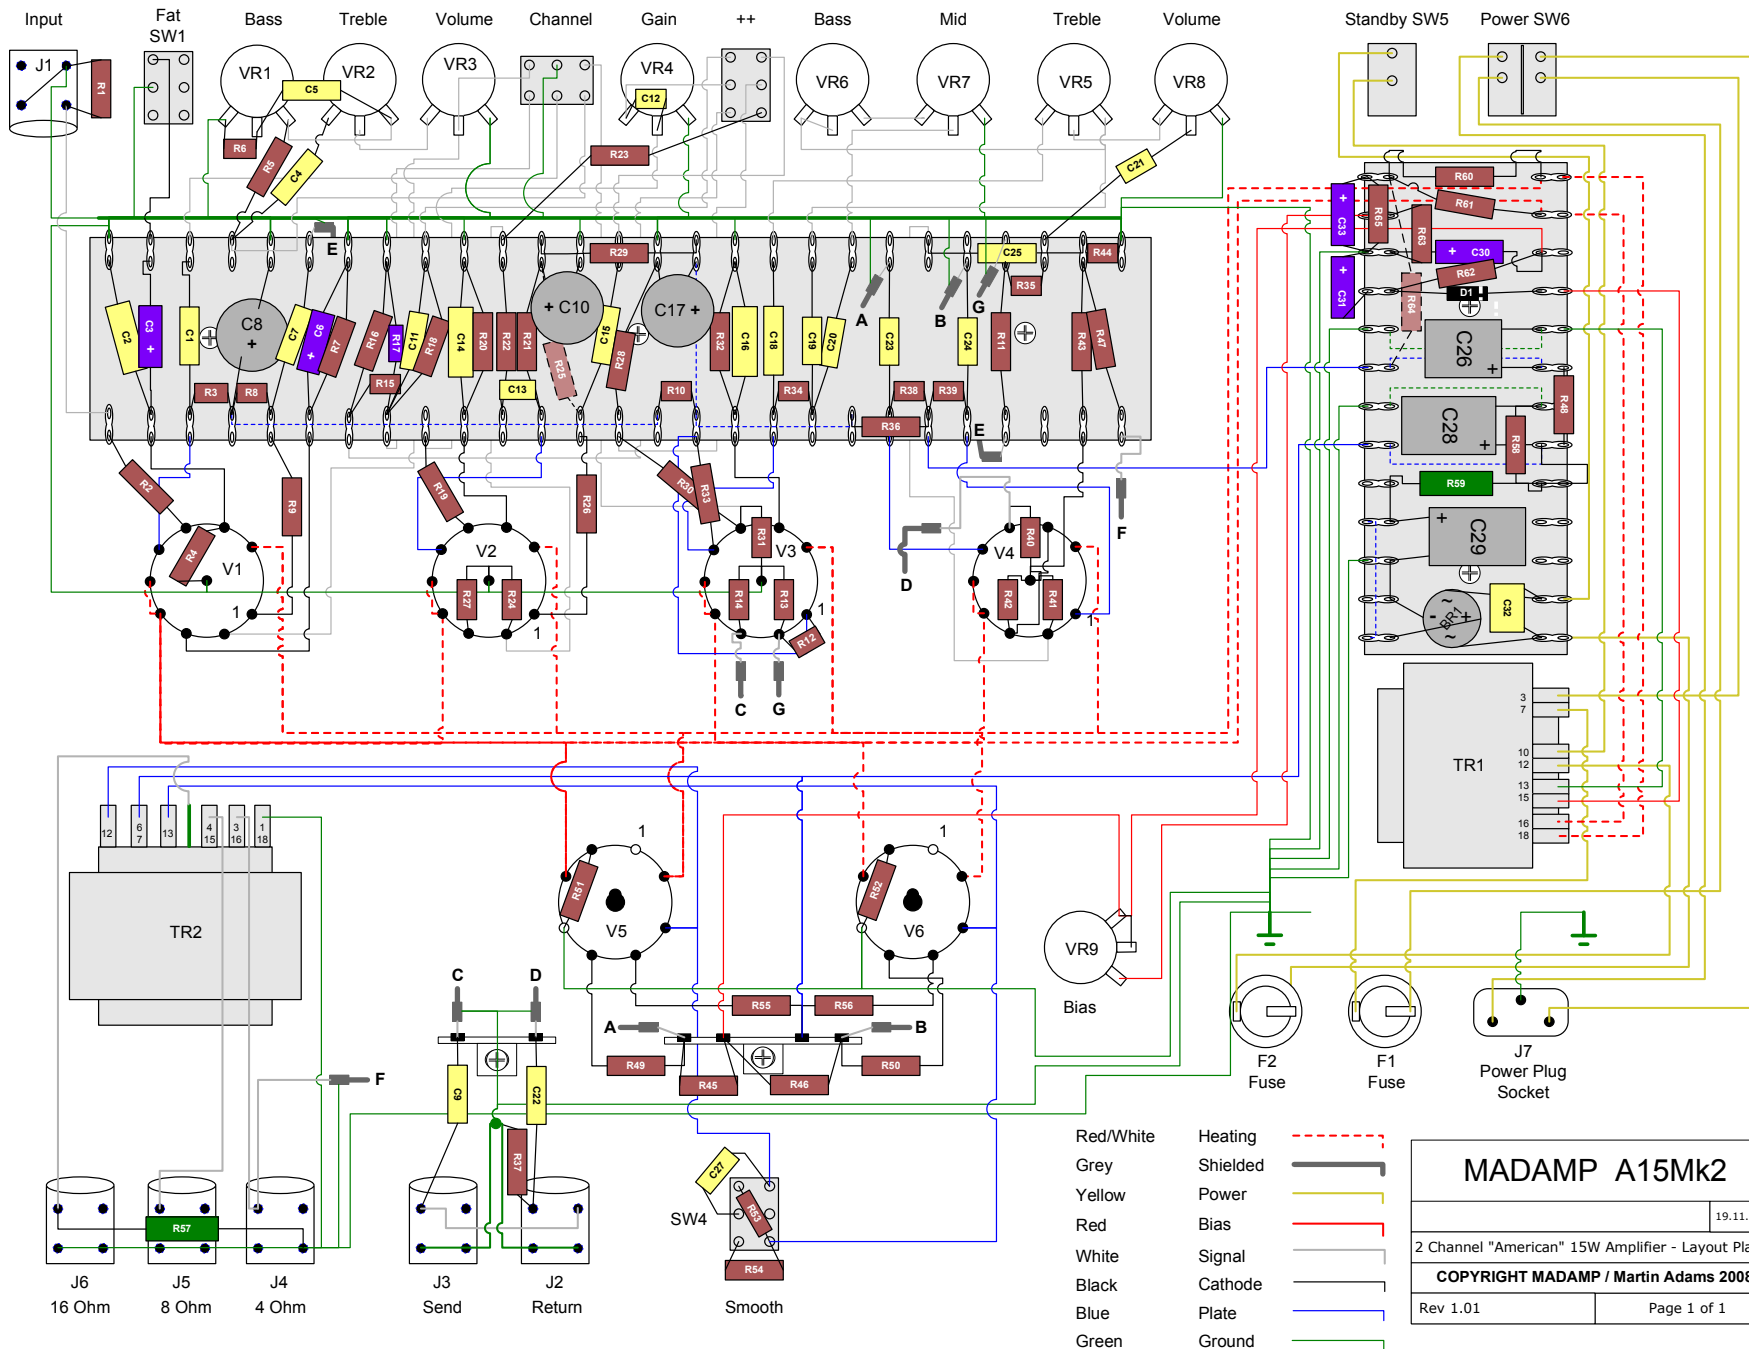 Input
Fat
SW1
Bass
Treble
Volume
Channel
Gain
++
Bass
Mid
Treble
Volume
Standby SW5
Power SW6
J1
R1
VR1
C5
VR2
VR3
VR4
C12
VR6
VR7
VR5
VR8
R6
R5
C4
R23
C21
R60
R61
C33
R65
R63
+ C30
R62
C31
R64
D1
E
R29
C25
R44
R35
A
B
G
C2
C3 +
C1
C8
+
C7
C6 +
R7
R16
R17
C11
R18
C14
R20
R22
R21
+ C10
C15
R28
C17 +
R32
C16
C18
C19
C20
C23
C24
R11
R43
R47
C26
+
R3
R8
R15
C13
R25
R10
R34
R38
R39
R36
R48
C28
+
R58
R59
E
R2
R9
R19
R26
R30
R33
R31
R40
F
+
C29
R4
V1
V2
V3
V4
D
R27
R24
R14
R13
R42
R41
1
1
1
1
R12
C
G
~
- BR1 +
~
C32
TR1
3
7
10
12
13
15
16
18
12
6
7
13
4
15
3
16
1
18
TR2
1
1
R51
R52
V5
V6
VR9
Bias
C
D
A
B
R55
R56
R49
R45
R46
R50
C9
C22
R37
F
F2
Fuse
F1
Fuse
J7
Power Plug
Socket
C27
R53
SW4
R54
Smooth
R57
J6
16 Ohm
J5
8 Ohm
J4
4 Ohm
J3
Send
J2
Return
Red/White Heating
Grey Shielded
Yellow Power
Red Bias
White Signal
Black Cathode
Blue Plate
Green Ground
MADAMP A15Mk2
19.11.
2 Channel "American" 15W Amplifier - Layout Pla
COPYRIGHT MADAMP / Martin Adams 2008
Rev 1.01
Page 1 of 1